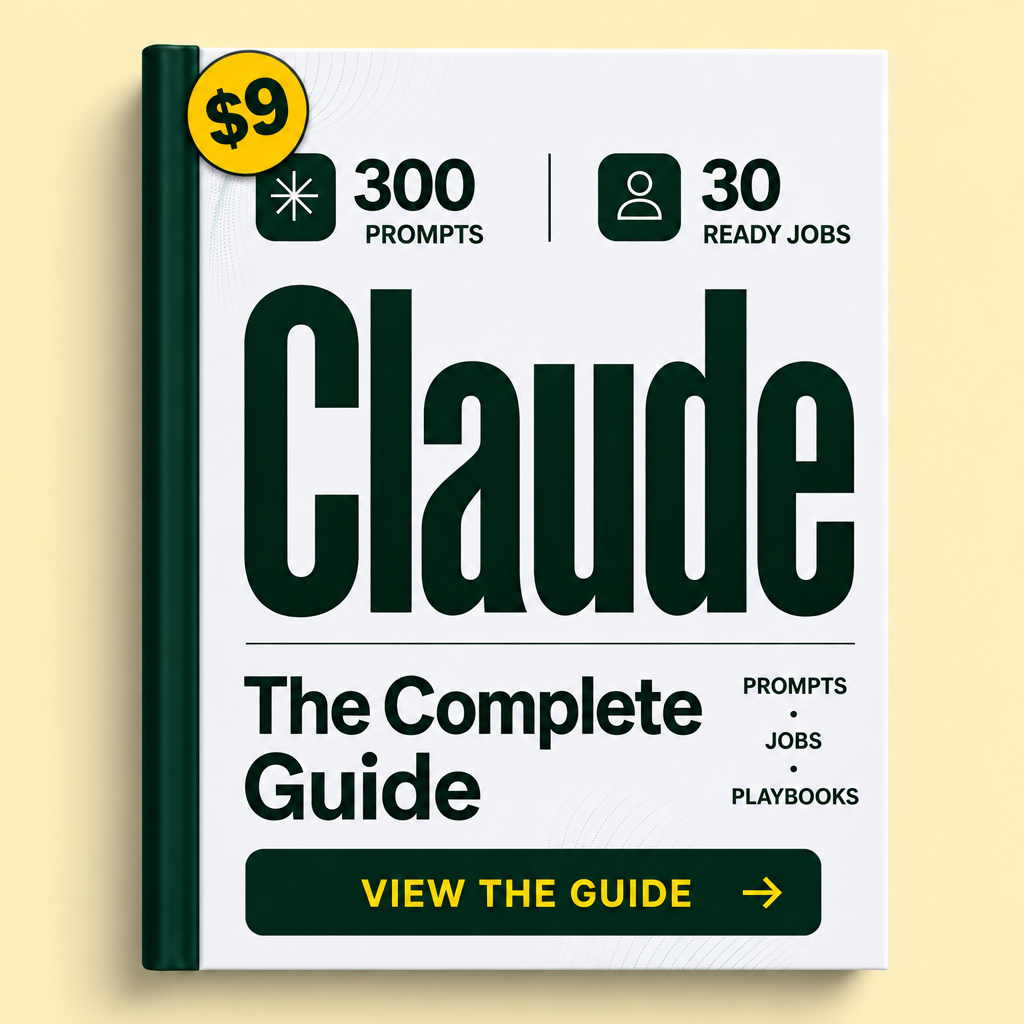 $9
300
PROMPTS
30
READY JOBS
Claude
The Complete
Guide
PROMPTS
•
JOBS
•
PLAYBOOKS
VIEW THE GUIDE →